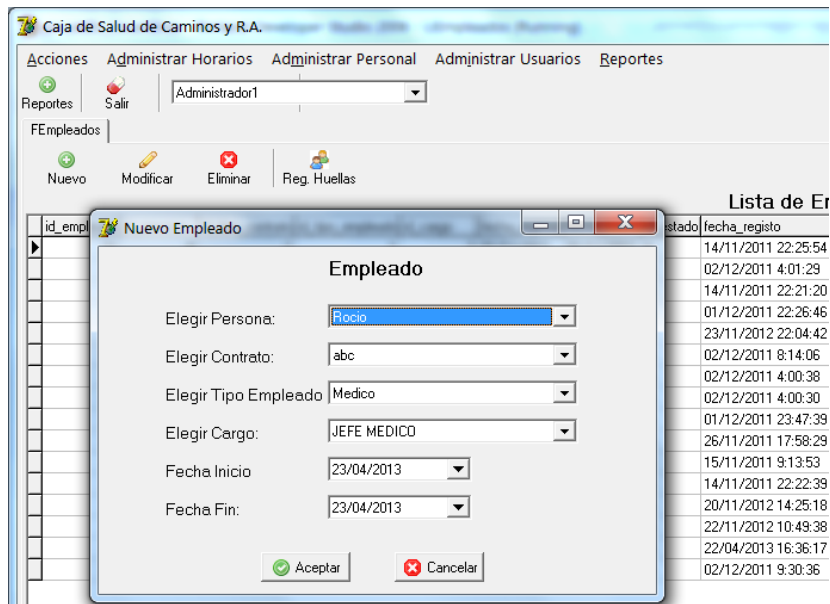 Caja de Salud de Caminos y R.A.
Acciones Administrar Horarios Administrar Personal Administrar Usuarios Reportes
Reportes Salir Administrador1
FEmpleados
Nuevo Modificar Eliminar Reg. Huellas
Lista de Er
id_empl stado fecha_registo
Nuevo Empleado
Empleado
Elegir Persona: Rocio
Elegir Contrato: abc
Elegir Tipo Empleado Medico
Elegir Cargo: JEFE MEDICO
Fecha Inicio 23/04/2013
Fecha Fin: 23/04/2013
Aceptar Cancelar
14/11/2011 22:25:54
02/12/2011 4:01:29
14/11/2011 22:21:20
01/12/2011 22:26:46
23/11/2012 22:04:42
02/12/2011 8:14:06
02/12/2011 4:00:38
02/12/2011 4:00:30
01/12/2011 23:47:39
26/11/2011 17:58:29
15/11/2011 9:13:53
14/11/2011 22:22:39
20/11/2012 14:25:18
22/11/2012 10:49:38
22/04/2013 16:36:17
02/12/2011 9:30:36